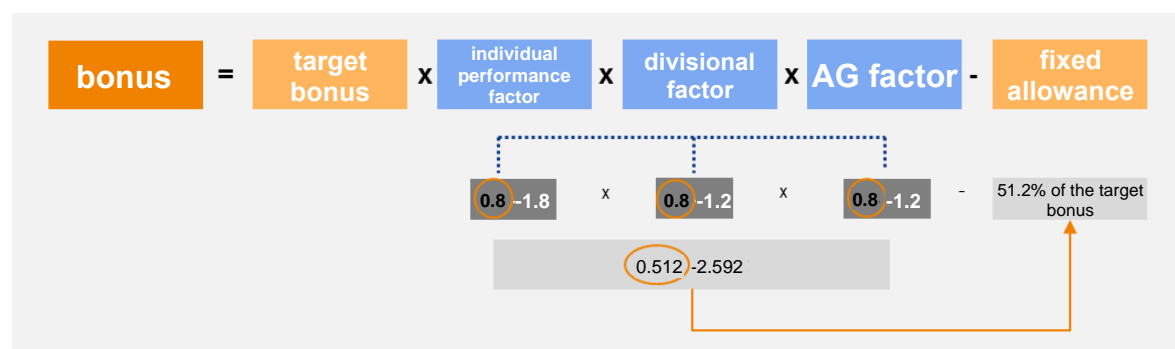 bonus
=
target
bonus
x
individual
performance
factor
x
divisional
factor
x
AG factor
-
fixed
allowance
0.8 -1.8
x
0.8 -1.2
x
0.8 -1.2
-
51.2% of the target
bonus
0.512 -2.592